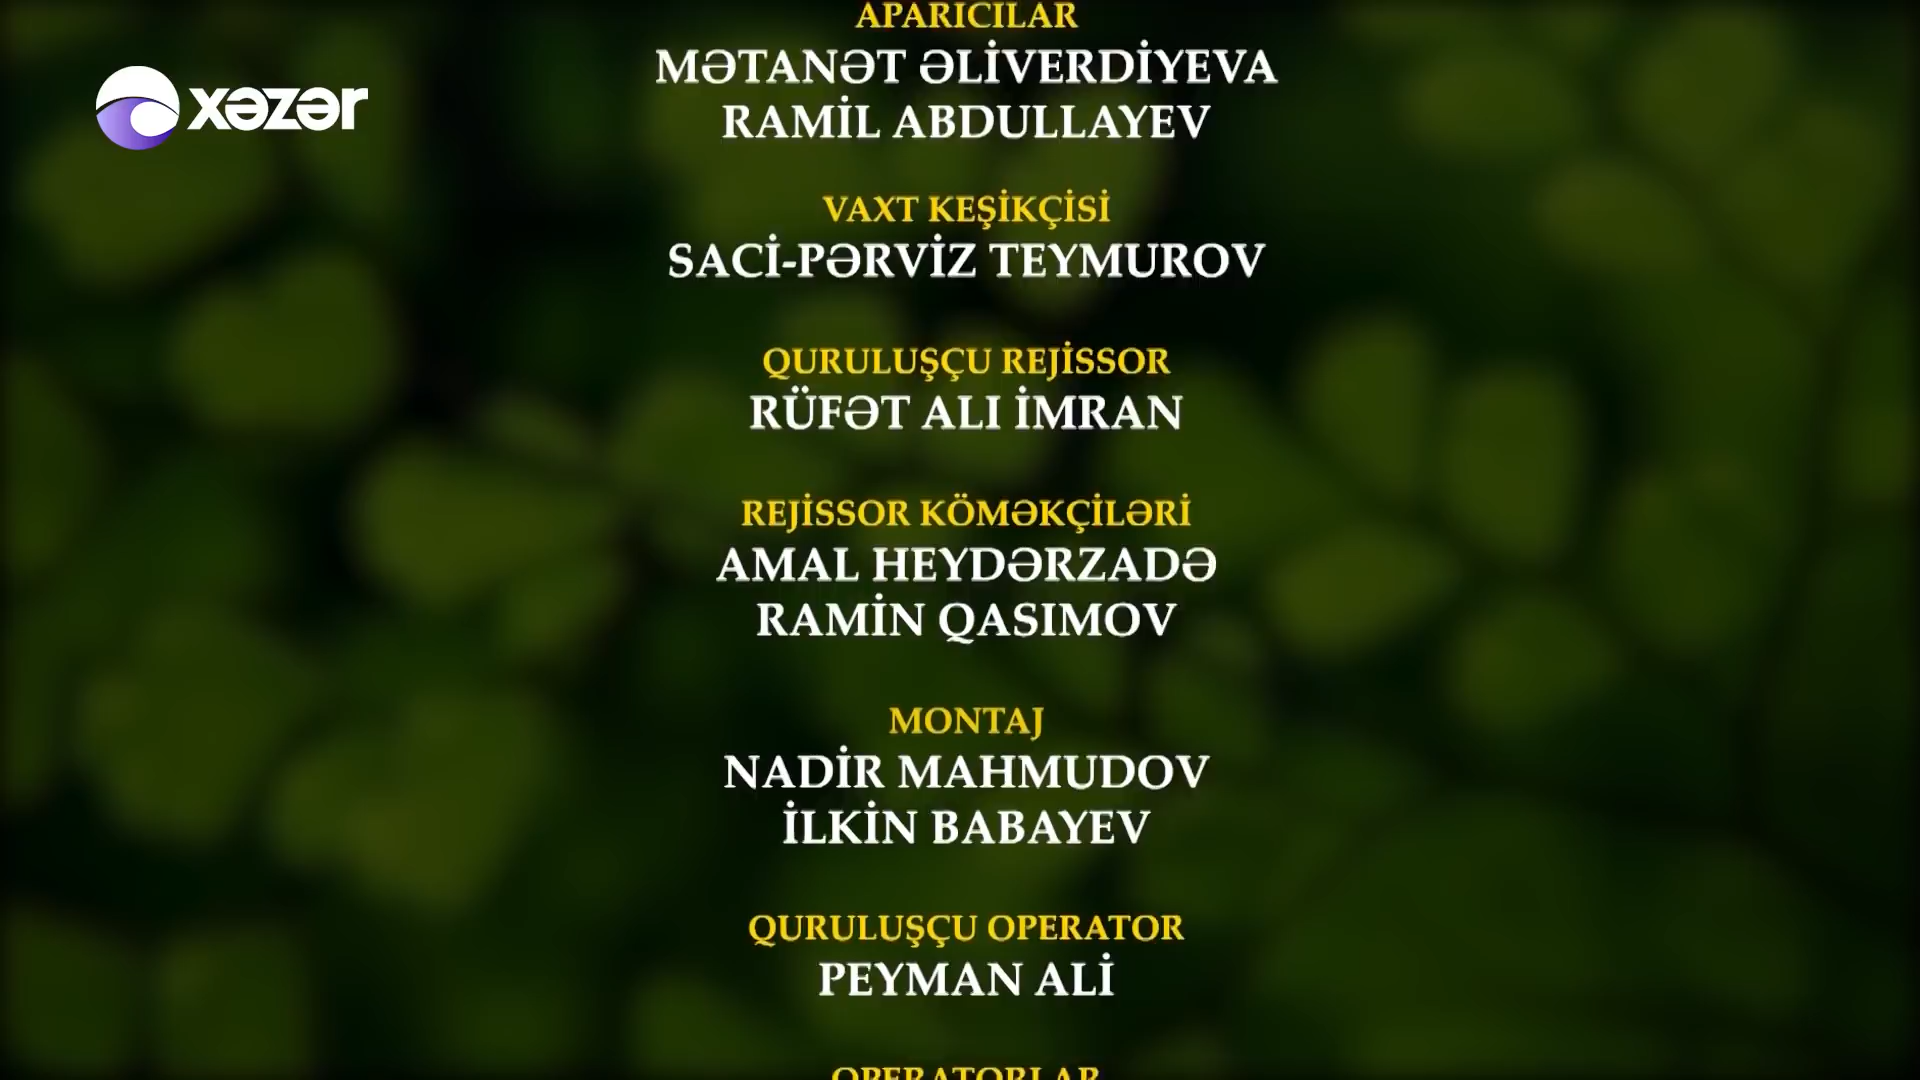 APARICILAR
MƏTANƏT ƏLİVERDİYEVA
RAMİL ABDULLAYEV
xəzər
VAXT KEŞİKÇİSİ
SACİ-PƏRVİZ TEYMUROV
QURULUŞÇU REJİSSOR
RÜFƏT ALI İMRAN
REJİSSOR KÖMƏKÇİLƏRİ
AMAL HEYDƏRZADƏ
RAMİN QASIMOV
MONTAJ
NADİR MAHMUDOV
İLKİN BABAYEV
QURULUŞÇU OPERATOR
PEYMAN ALİ
OPERATORLAR